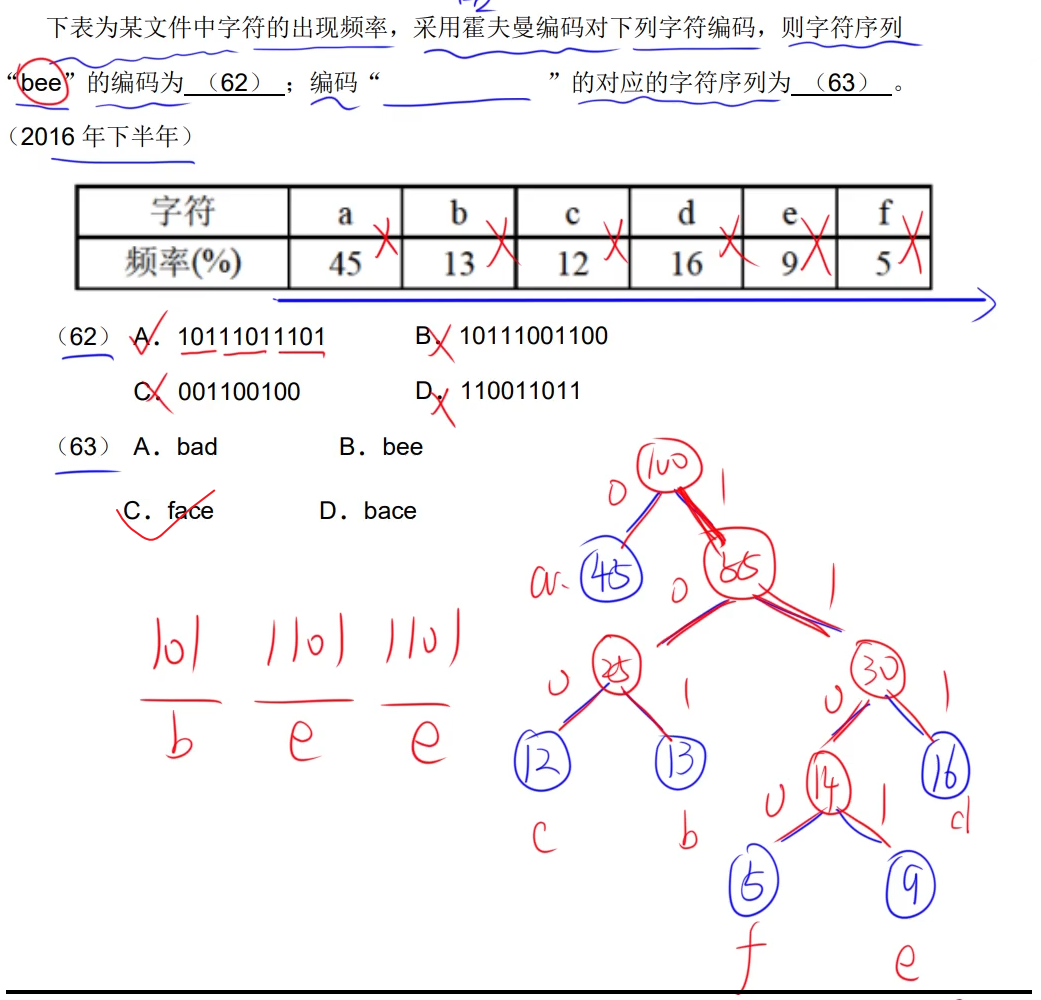 下表为某文件中字符的出现频率，采用霍夫曼编码对下列字符编码，则字符序列
“bee”的编码为 （62） ；编码“ ”的对应的字符序列为 （63） 。
（2016 年下半年）
字符 a b c d e f
频率(%) 45 13 12 16 9 5
（62） A. 10111011101 B. 10111001100
C. 001100100 D. 110011011
（63） A. bad B. bee
C. face D. bace
100
0 1
a. 45 55
0 1
101 1101 1101
b e e
25 30
0 1 0 1
12 13 14 16
c b 0 1 d
5 9
f e